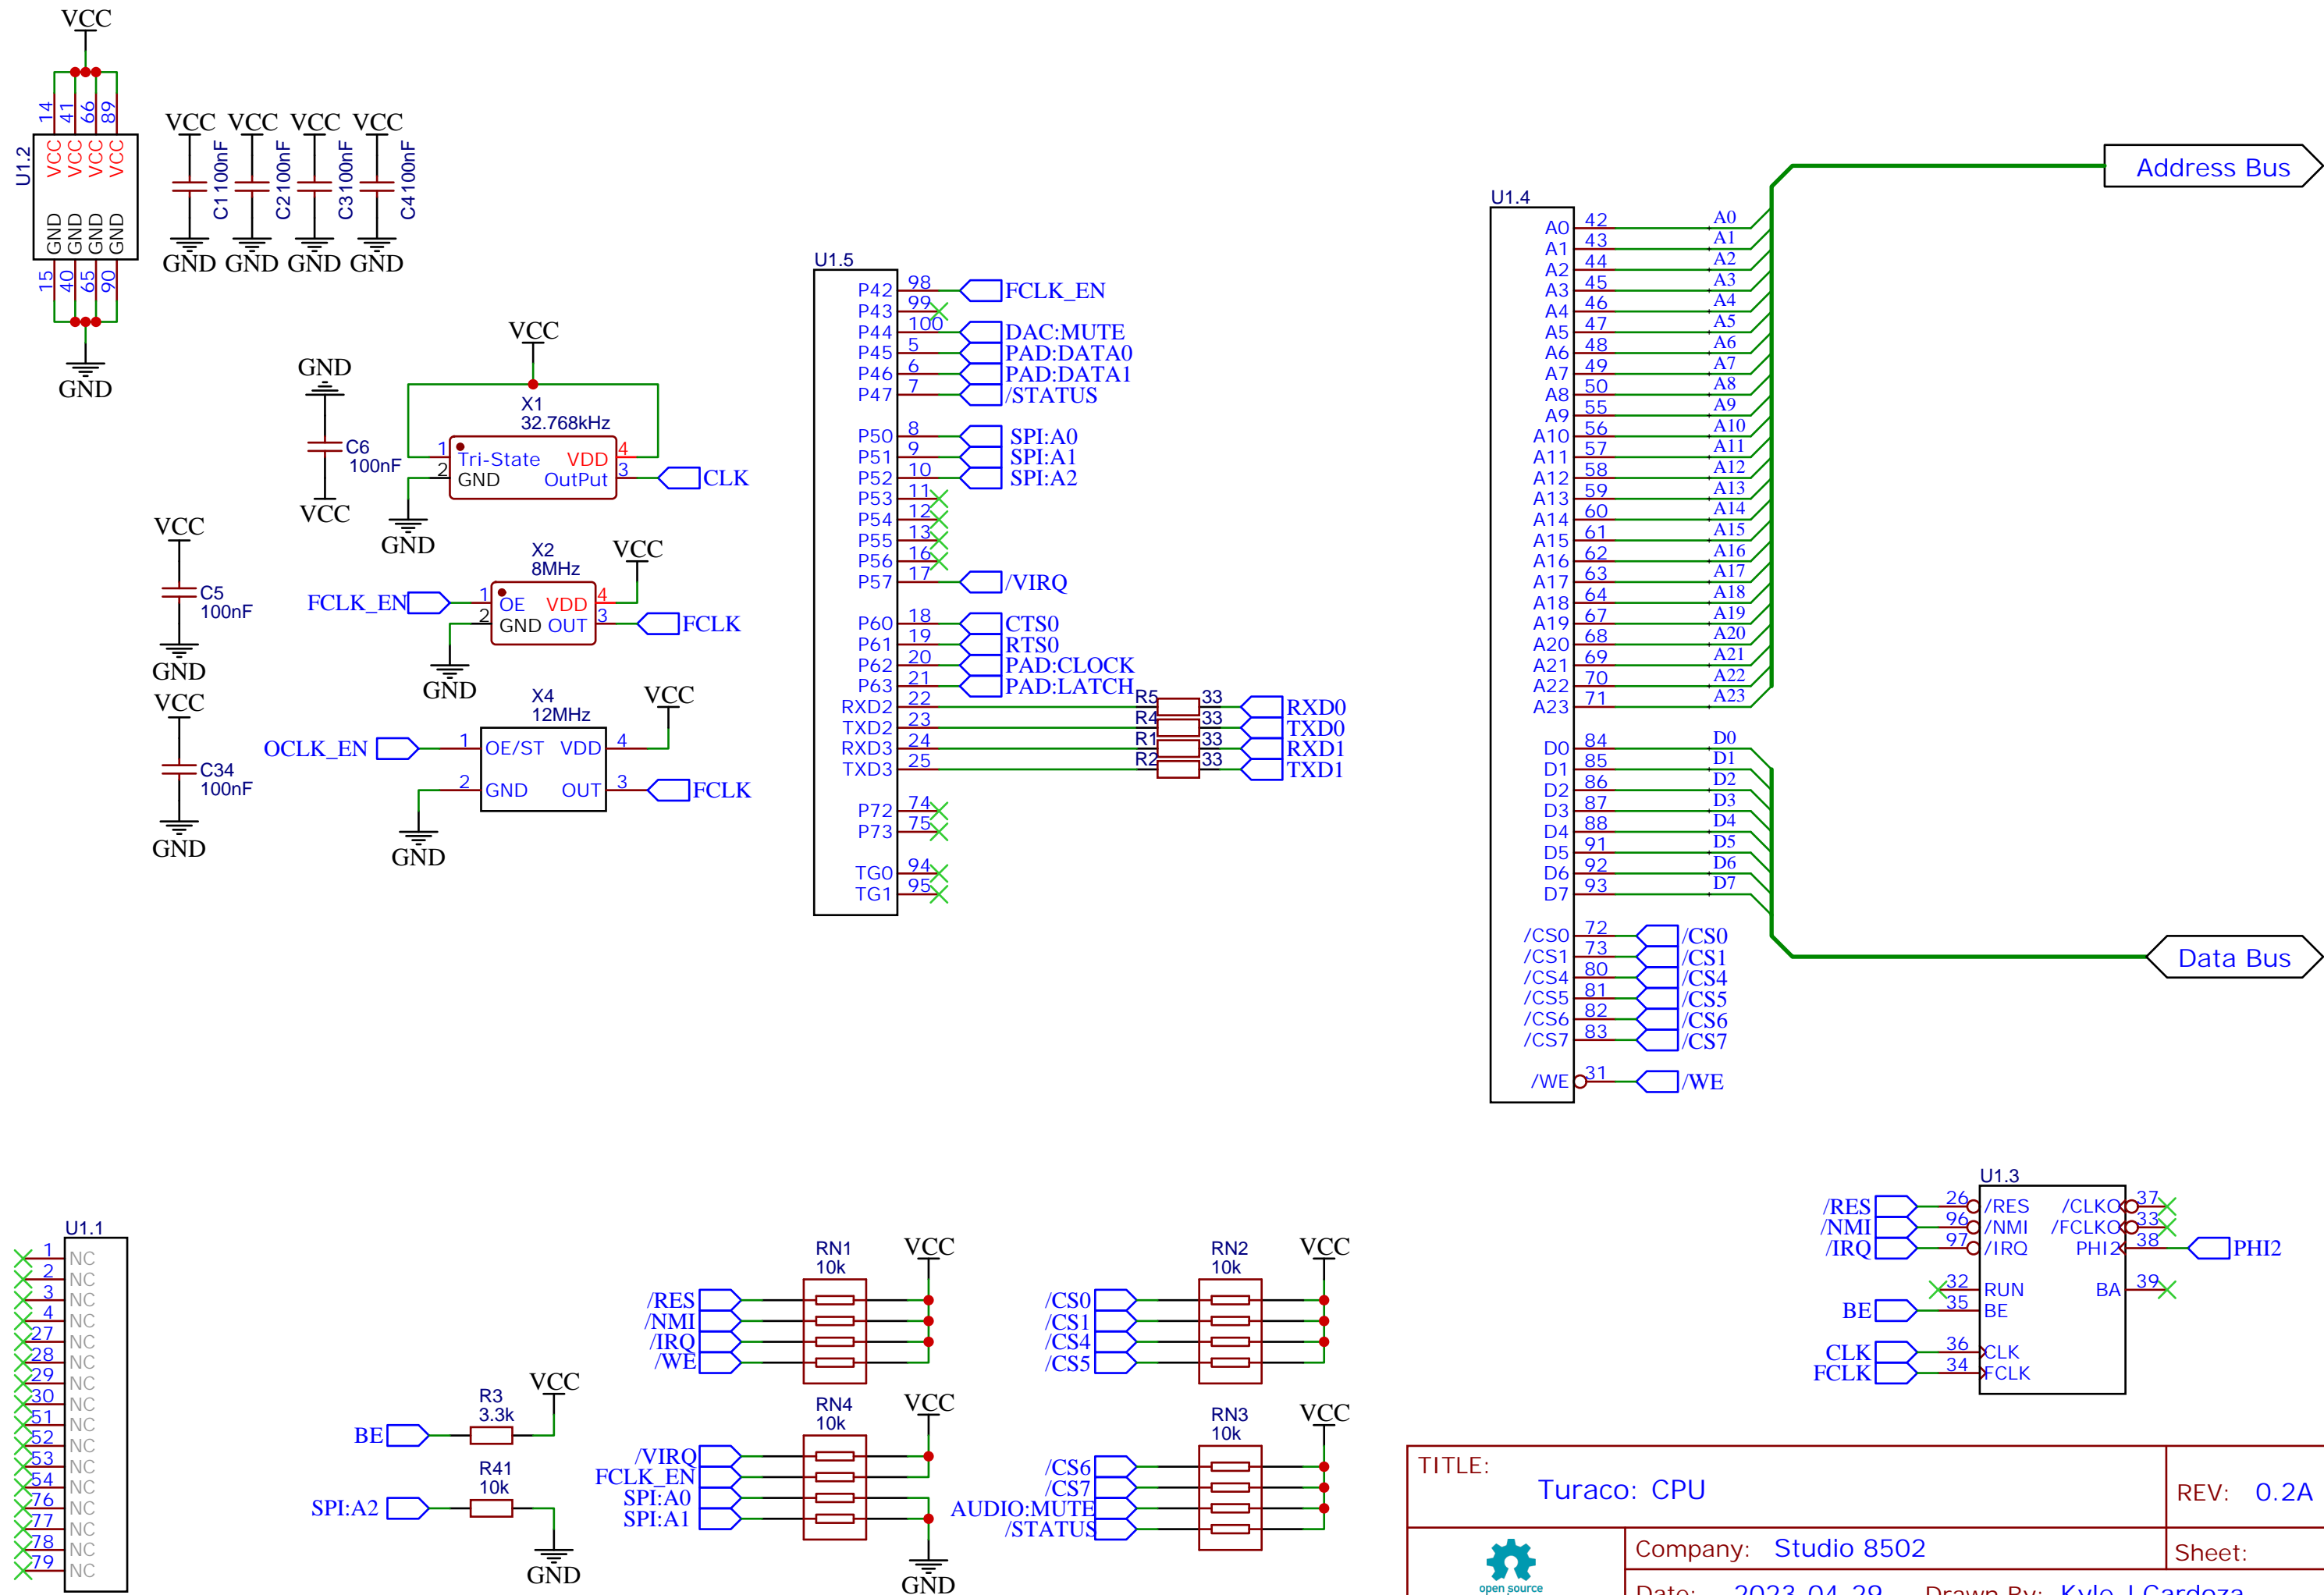 VCC
14 41 66 89
U1.2
VCC VCC VCC VCC
GND GND GND GND
15 40 65 90
GND
VCC VCC VCC VCC
C1 100nF
C2 100nF
C3 100nF
C4 100nF
GND GND GND GND
GND
C6
100nF
VCC
VCC
X1
32.768kHz
1 Tri-State VDD 4
2 GND OutPut 3 CLK
GND
VCC
C5
100nF
GND
X2
8MHz
VCC
FCLK_EN 1 OE VDD 4
2 GND OUT 3 FCLK
GND
VCC
C34
100nF
GND
X4
12MHz
VCC
OCLK_EN 1 OE/ST VDD 4
2 GND OUT 3 FCLK
GND
U1.5
P42 98 FCLK_EN
P43 99
P44 100 DAC:MUTE
P45 5 PAD:DATA0
P46 6 PAD:DATA1
P47 7 /STATUS
P50 8 SPI:A0
P51 9 SPI:A1
P52 10 SPI:A2
P53 11
P54 12
P55 13
P56 16
P57 17 /VIRQ
P60 18 CTS0
P61 19 RTS0
P62 20 PAD:CLOCK
P63 21 PAD:LATCH
RXD2 22 R5 33 RXD0
TXD2 23 R4 33 TXD0
RXD3 24 R1 33 RXD1
TXD3 25 R2 33 TXD1
P72 74
P73 75
TG0 94
TG1 95
U1.4
Address Bus
A0 42 A0
A1 43 A1
A2 44 A2
A3 45 A3
A4 46 A4
A5 47 A5
A6 48 A6
A7 49 A7
A8 50 A8
A9 55 A9
A10 56 A10
A11 57 A11
A12 58 A12
A13 59 A13
A14 60 A14
A15 61 A15
A16 62 A16
A17 63 A17
A18 64 A18
A19 67 A19
A20 68 A20
A21 69 A21
A22 70 A22
A23 71 A23
D0 84 D0
D1 85 D1
D2 86 D2
D3 87 D3
D4 88 D4
D5 91 D5
D6 92 D6
D7 93 D7
Data Bus
/CS0 72 /CS0
/CS1 73 /CS1
/CS4 80 /CS4
/CS5 81 /CS5
/CS6 82 /CS6
/CS7 83 /CS7
/WE 31 /WE
U1.1
1 NC
2 NC
3 NC
4 NC
27 NC
28 NC
29 NC
30 NC
51 NC
52 NC
53 NC
54 NC
76 NC
77 NC
78 NC
79 NC
R3
3.3k
VCC
BE
R41
10k
SPI:A2
GND
RN1
10k
VCC
/RES
/NMI
/IRQ
/WE
RN4
10k
VCC
/VIRQ
FCLK_EN
SPI:A0
SPI:A1
GND
RN2
10k
VCC
/CS0
/CS1
/CS4
/CS5
RN3
10k
VCC
/CS6
/CS7
AUDIO:MUTE
/STATUS
U1.3
/RES 26 /RES /CLKO 37
/NMI 96 /NMI /FCLKO 33
/IRQ 97 /IRQ PHI2 38 PHI2
32 RUN BA 39
BE 35 BE
CLK 36 CLK
FCLK 34 FCLK
TITLE:
Turaco: CPU
REV: 0.2A
Company: Studio 8502
Sheet:
open source
Date: 2023-04-29 Drawn By: Kyle J Cardoza